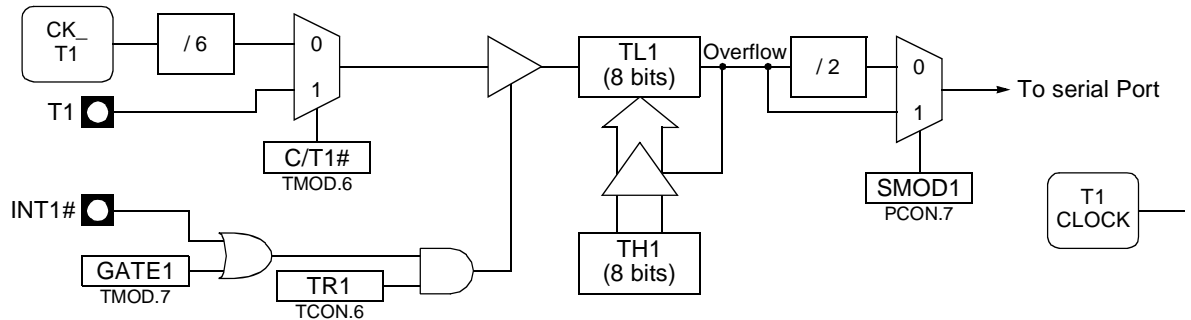 CK_
T1
/ 6
0
1
T1
C/T1#
TMOD.6
INT1#
GATE1
TMOD.7
TR1
TCON.6
TL1
(8 bits)
Overflow
TH1
(8 bits)
/ 2
0
1
To serial Port
SMOD1
PCON.7
T1
CLOCK